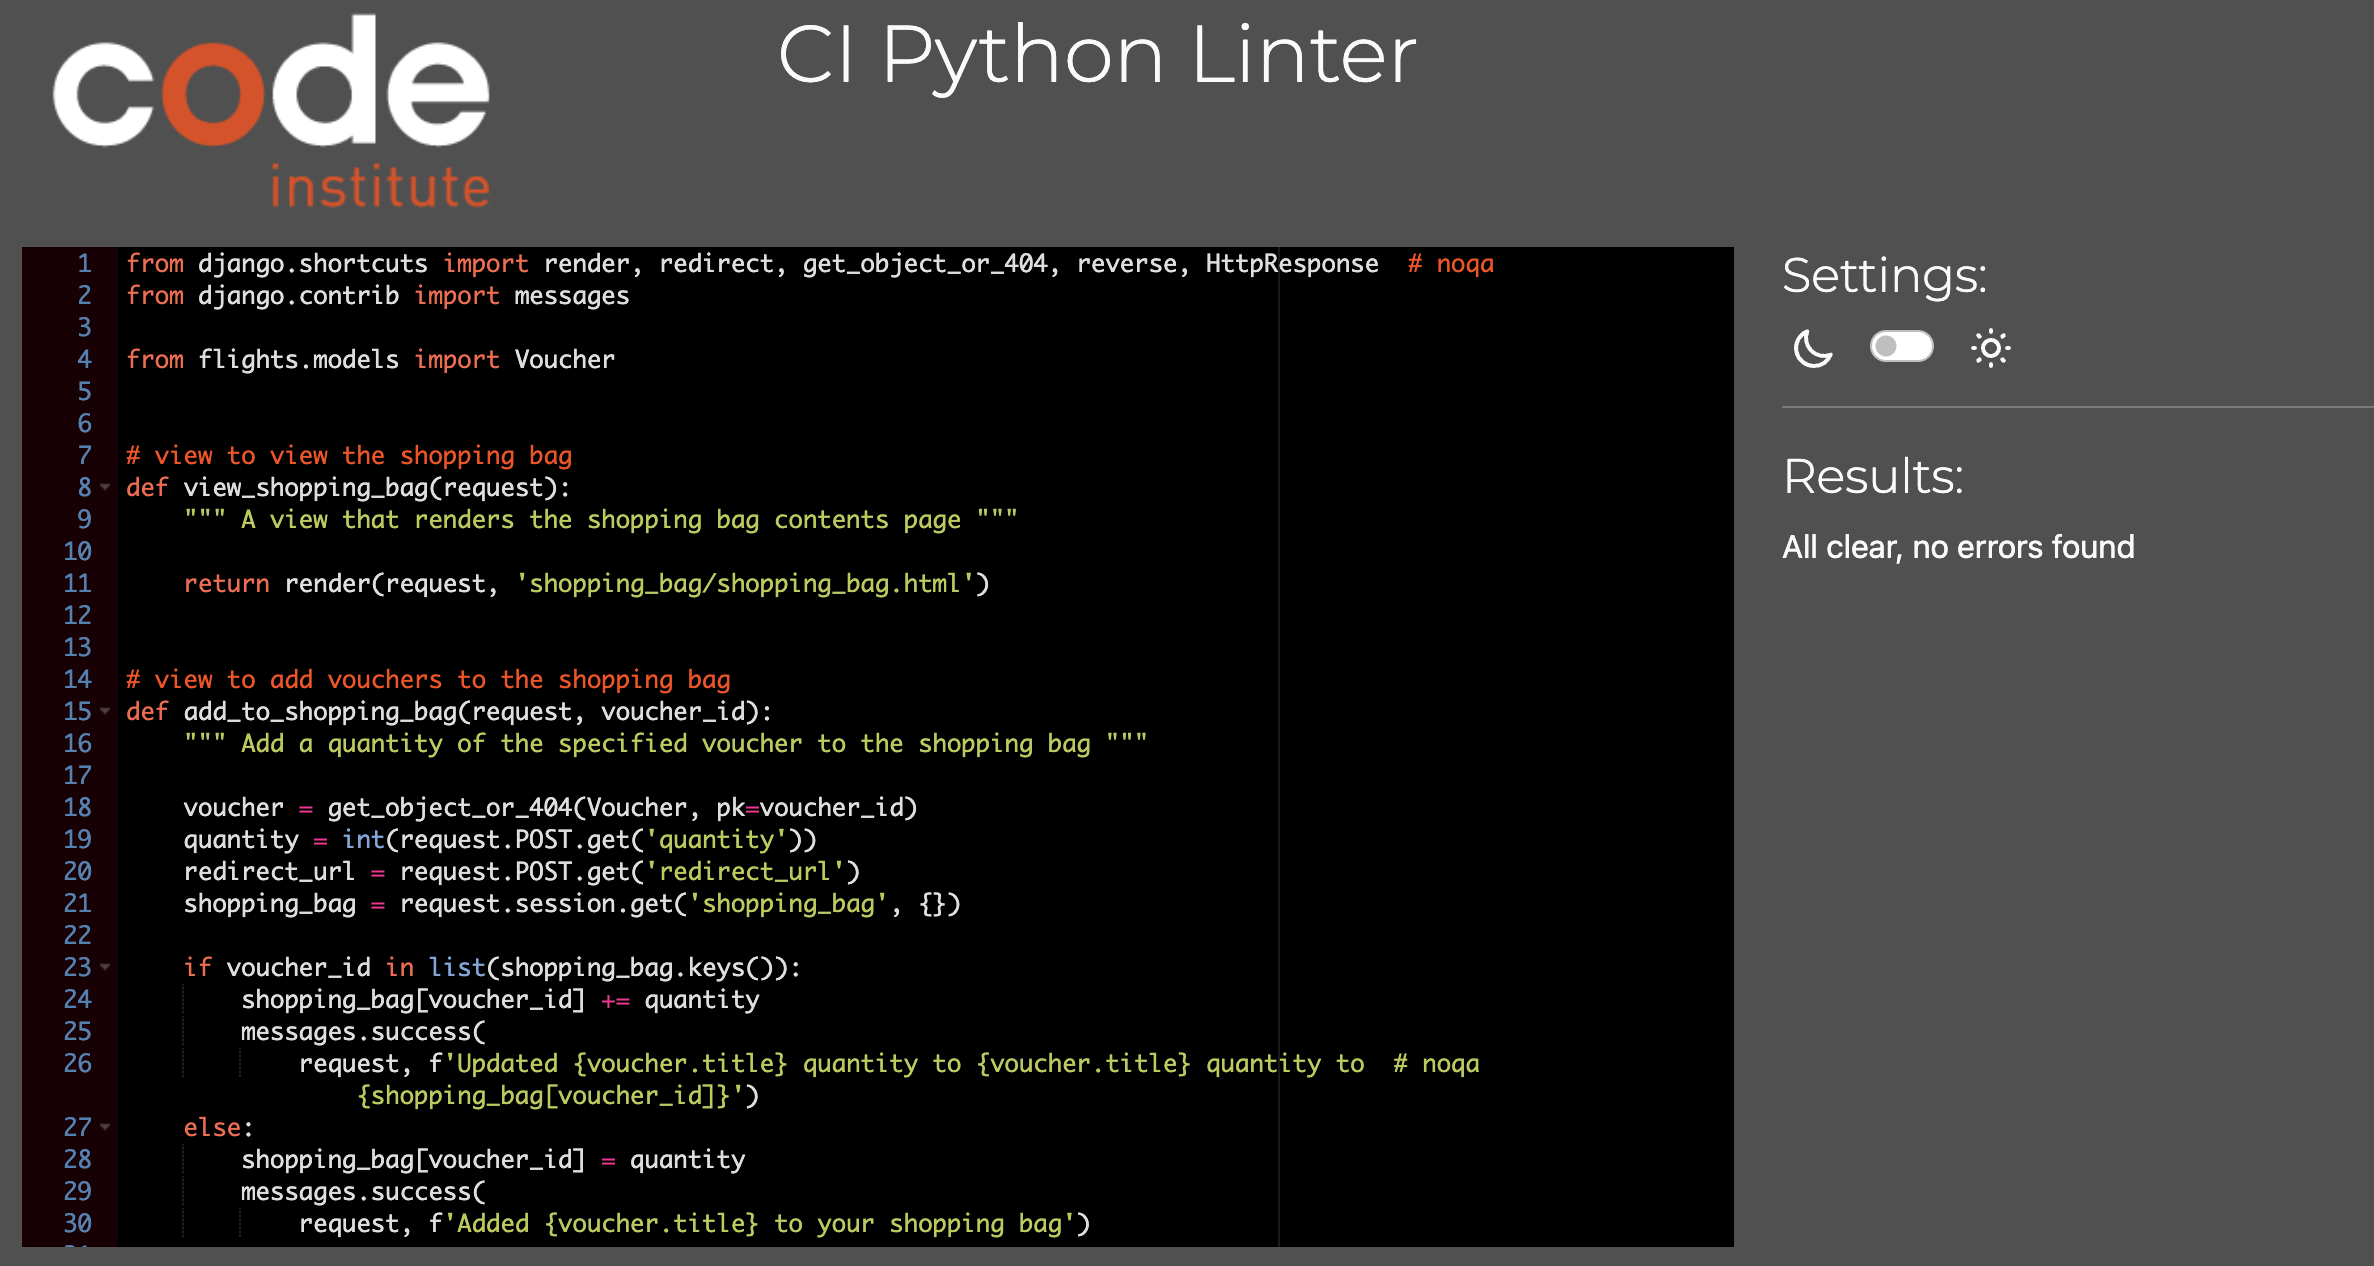 code
institute
CI Python Linter
1 from django.shortcuts import render, redirect, get_object_or_404, reverse, HttpResponse  # noqa
2 from django.contrib import messages
3
4 from flights.models import Voucher
5
6
7 # view to view the shopping bag
8 def view_shopping_bag(request):
9     """ A view that renders the shopping bag contents page """
10
11     return render(request, 'shopping_bag/shopping_bag.html')
12
13
14 # view to add vouchers to the shopping bag
15 def add_to_shopping_bag(request, voucher_id):
16     """ Add a quantity of the specified voucher to the shopping bag """
17
18     voucher = get_object_or_404(Voucher, pk=voucher_id)
19     quantity = int(request.POST.get('quantity'))
20     redirect_url = request.POST.get('redirect_url')
21     shopping_bag = request.session.get('shopping_bag', {})
22
23     if voucher_id in list(shopping_bag.keys()):
24         shopping_bag[voucher_id] += quantity
25         messages.success(
26             request, f'Updated {voucher.title} quantity to {voucher.title} quantity to  # noqa
{shopping_bag[voucher_id]}')
27     else:
28         shopping_bag[voucher_id] = quantity
29         messages.success(
30             request, f'Added {voucher.title} to your shopping bag')
Settings:
Results:
All clear, no errors found